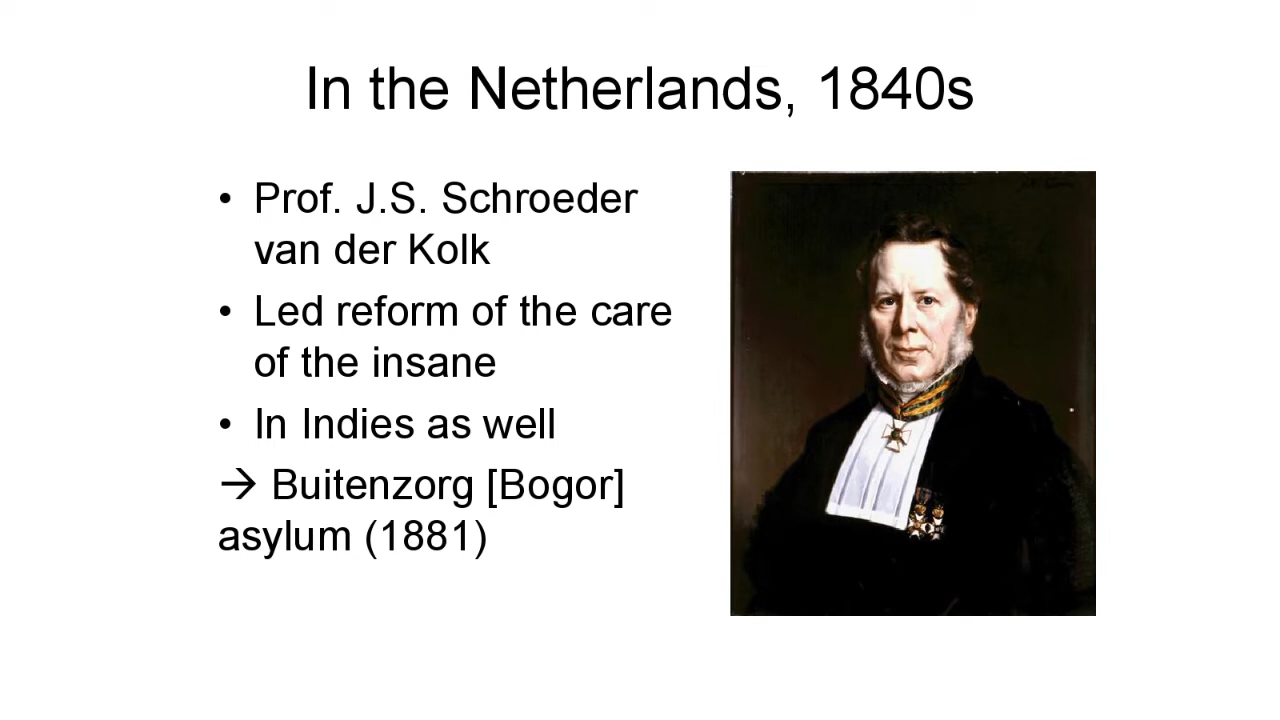 In the Netherlands, 1840s
• Prof. J.S. Schroeder
van der Kolk
• Led reform of the care
of the insane
• In Indies as well
→ Buitenzorg [Bogor]
asylum (1881)